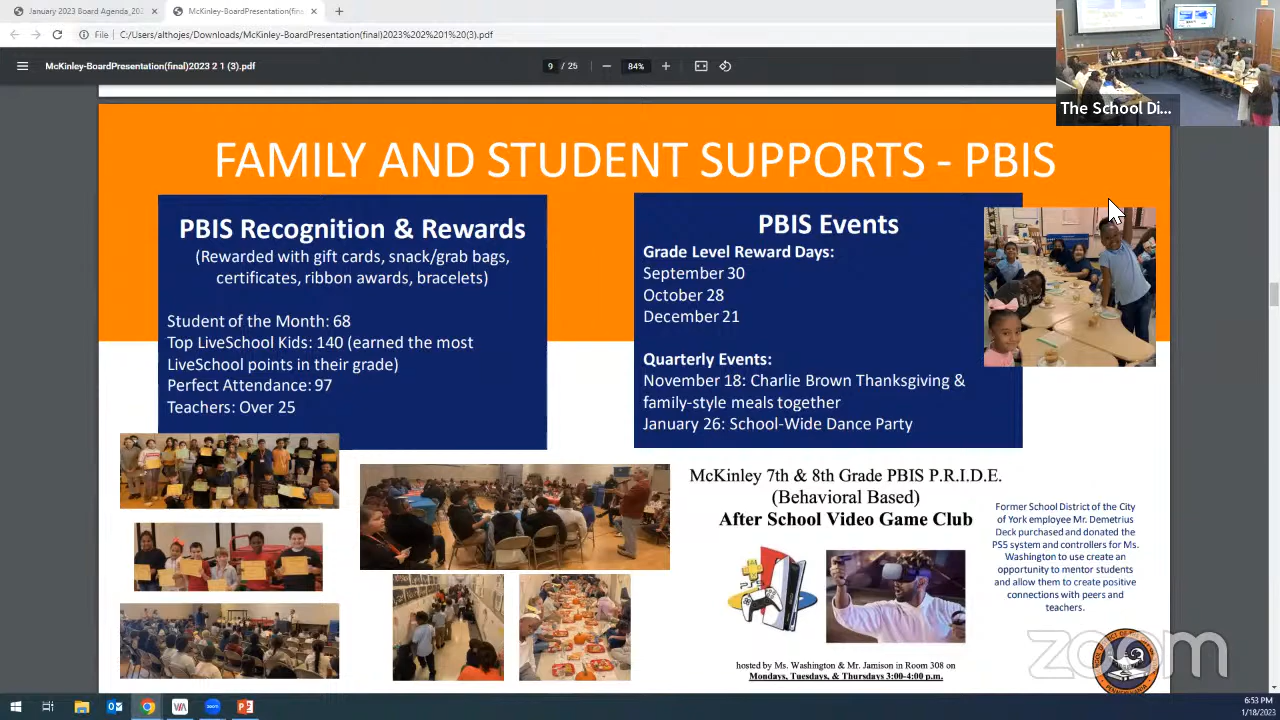 January 2023 Board Agenda_202
McKinley-BoardPresentation(fina
File
C:/Users/althojes/Downloads/McKinley-BoardPresentation(final)2023%202%201%20(3).pdf
McKinley-BoardPresentation(final)2023 2 1 (3).pdf
9 / 25
84%
The School Di...
FAMILY AND STUDENT SUPPORTS - PBIS
PBIS Recognition & Rewards
(Rewarded with gift cards, snack/grab bags,
certificates, ribbon awards, bracelets)
Student of the Month: 68
Top LiveSchool Kids: 140 (earned the most
LiveSchool points in their grade)
Perfect Attendance: 97
Teachers: Over 25
PBIS Events
Grade Level Reward Days:
September 30
October 28
December 21
Quarterly Events:
November 18: Charlie Brown Thanksgiving &
family-style meals together
January 26: School-Wide Dance Party
McKinley 7th & 8th Grade PBIS P.R.I.D.E.
(Behavioral Based)
After School Video Game Club
hosted by Ms. Washington & Mr. Jamison in Room 308 on
Mondays, Tuesdays, & Thursdays 3:00-4:00 p.m.
Former School District of the City
of York employee Mr. Demetrius
Deck purchased and donated the
PS5 system and controllers for Ms.
Washington to use create an
opportunity to mentor students
and allow them to create positive
connections with peers and
teachers.
zoom
6:53 PM
1/18/2023